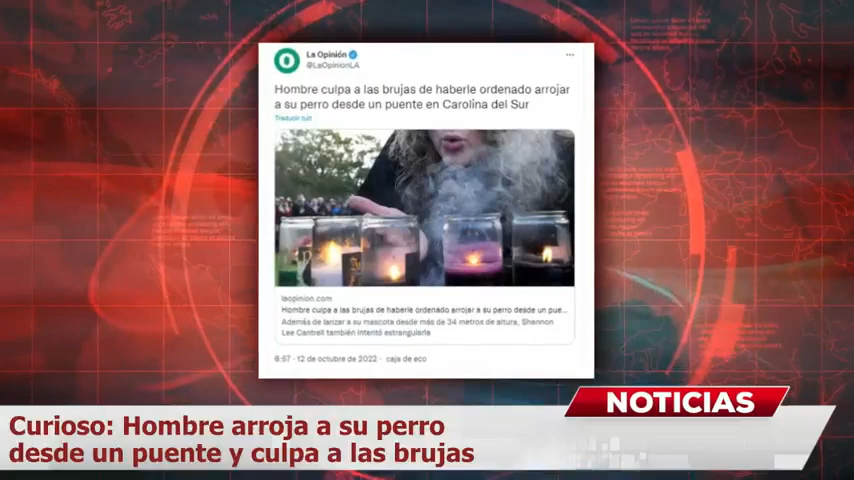 La Opinión
@LaOpinionLA
Hombre culpa a las brujas de haberle ordenado arrojar
a su perro desde un puente en Carolina del Sur
Traducir tuit
laopinion.com
Hombre culpa a las brujas de haberle ordenado arrojar a su perro desde un pue...
Además de lanzar a su mascota desde más de 34 metros de altura, Shannon
Lee Cantrell también intentó estrangularla
8:57 · 12 de octubre de 2022 · caja de eco
NOTICIAS
Curioso: Hombre arroja a su perro
desde un puente y culpa a las brujas